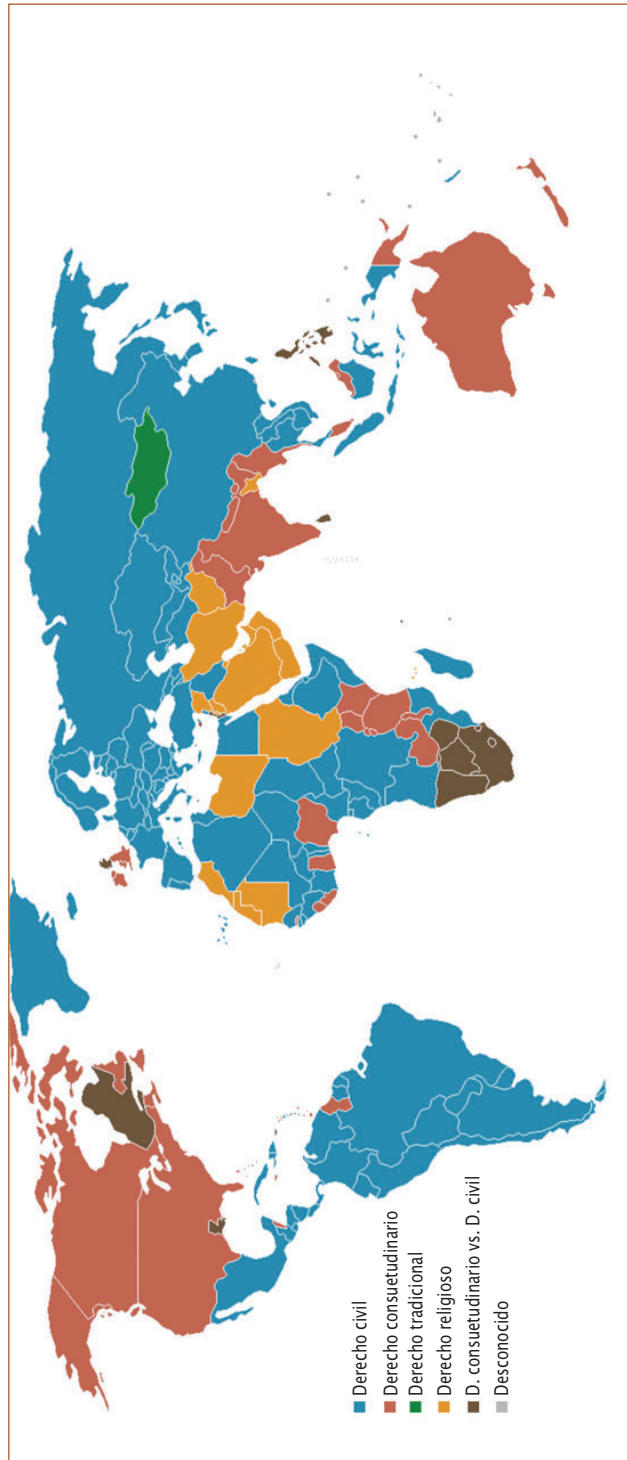 Derecho civil
Derecho consuetudinario
Derecho tradicional
Derecho religioso
D. consuetudinario vs. D. civil
Desconocido